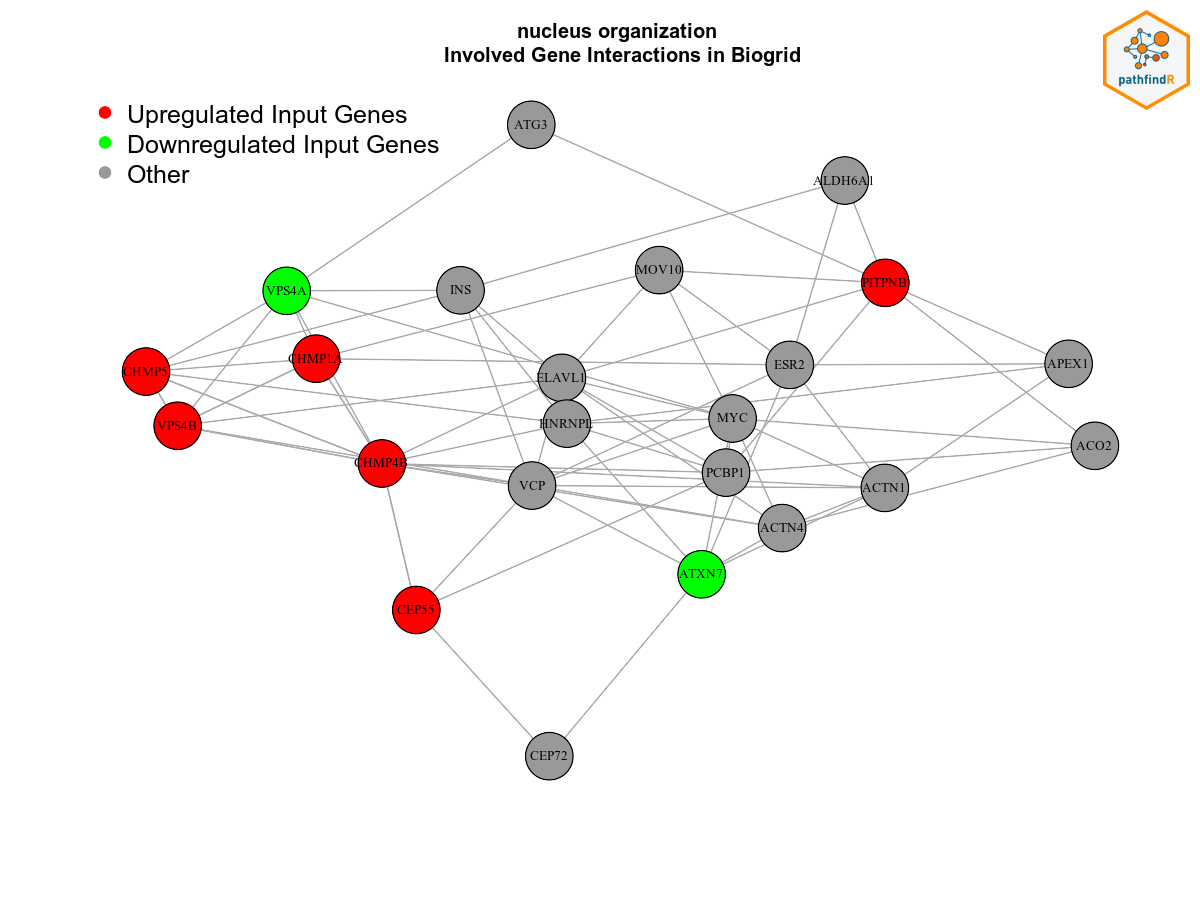 nucleus organization
Involved Gene Interactions in Biogrid
pathfindR
Upregulated Input Genes
Downregulated Input Genes
Other
ATG3
ALDH6A1
MOV10
PITPNB
VPS4A
INS
CHMP1A
CHMP5
ELAVL1
ESR2
APEX1
VPS4B
HNRNPL
MYC
ACO2
CHMP4B
VCP
PCBP1
ACTN1
ACTN4
ATXN7
CEP55
CEP72